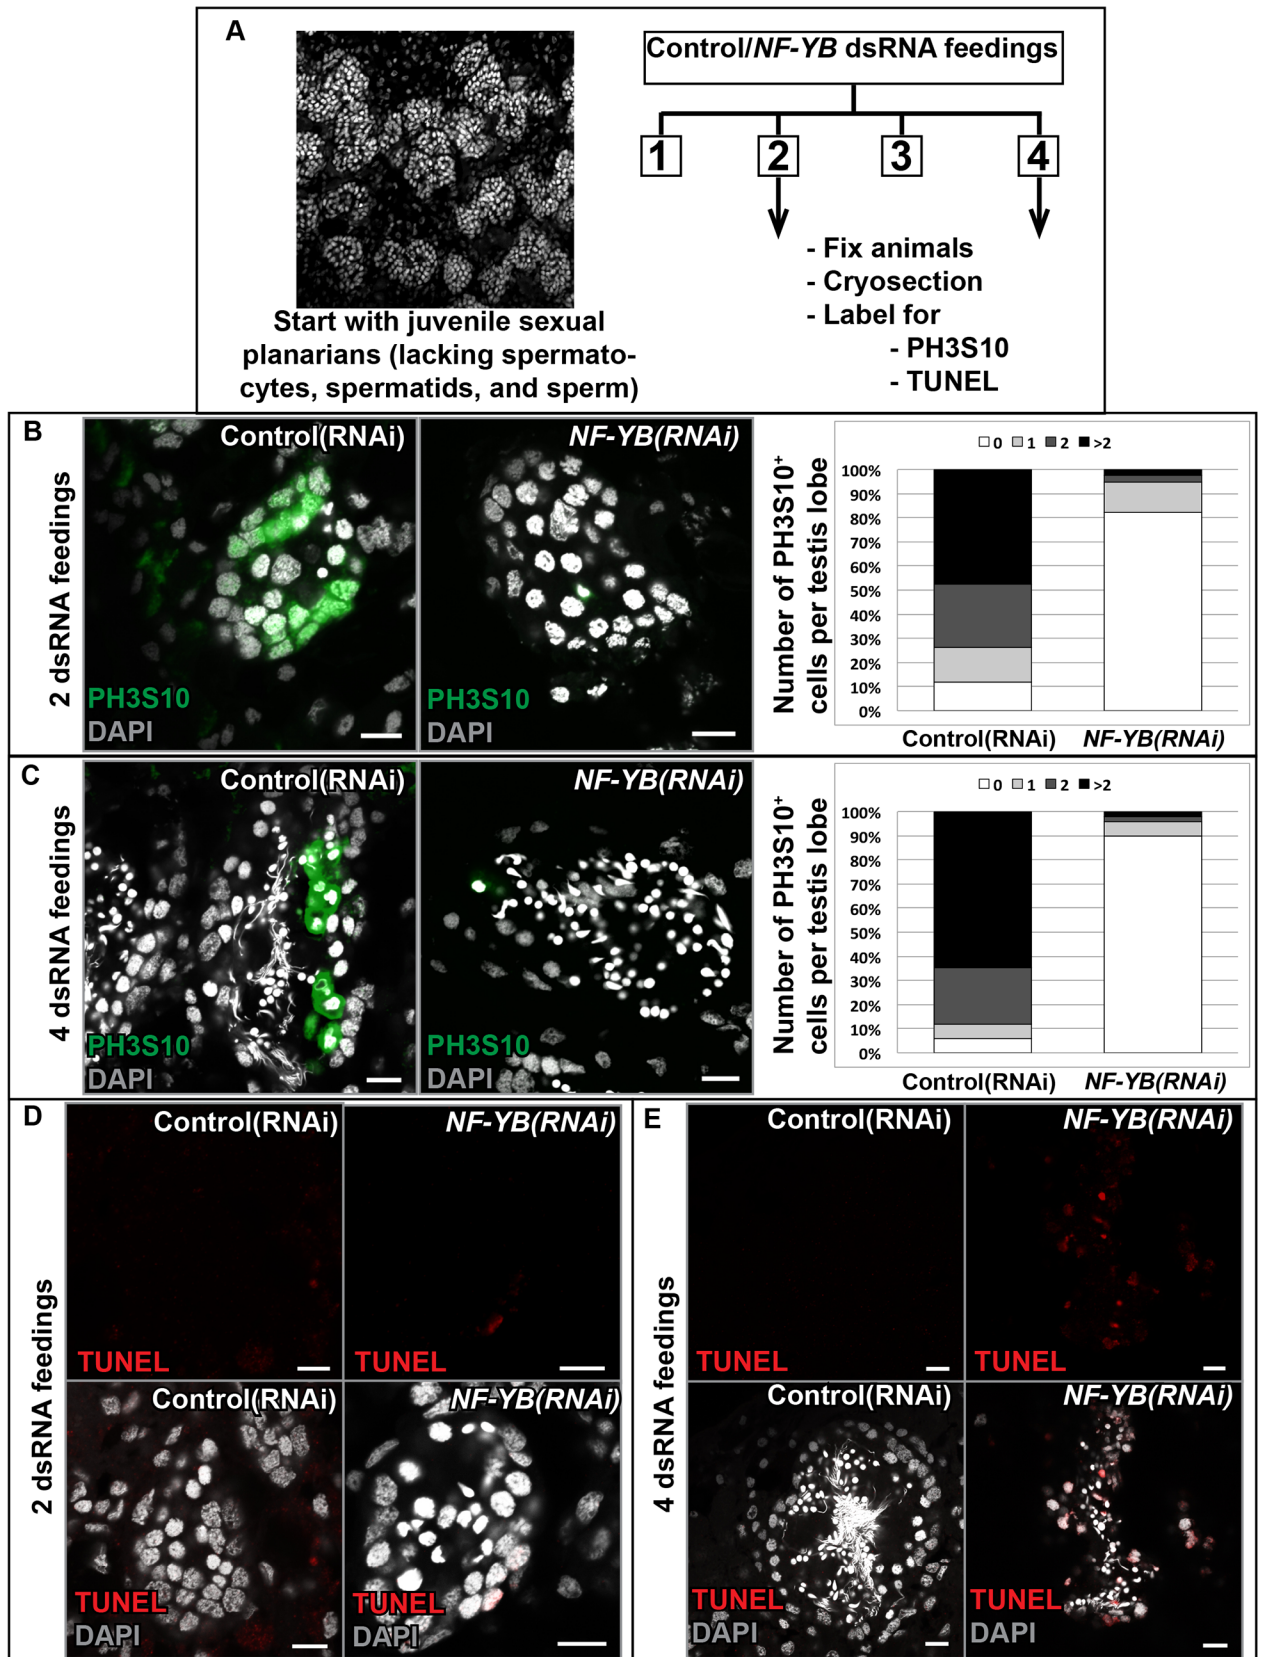 A
Control/NF-YB dsRNA feedings
1 2 3 4
- Fix animals
- Cryosection
- Label for
- PH3S10
- TUNEL
Start with juvenile sexual
planarians (lacking spermato-
cytes, spermatids, and sperm)
B
2 dsRNA feedings
Control(RNAi)
PH3S10
DAPI
NF-YB(RNAi)
PH3S10
DAPI
Number of PH3S10+
cells per testis lobe
0 1 2 >2
100%
90%
80%
70%
60%
50%
40%
30%
20%
10%
0%
Control(RNAi) NF-YB(RNAi)
C
4 dsRNA feedings
Control(RNAi)
PH3S10
DAPI
NF-YB(RNAi)
PH3S10
DAPI
Number of PH3S10+
cells per testis lobe
0 1 2 >2
100%
90%
80%
70%
60%
50%
40%
30%
20%
10%
0%
Control(RNAi) NF-YB(RNAi)
D
2 dsRNA feedings
Control(RNAi)
TUNEL
NF-YB(RNAi)
TUNEL
Control(RNAi)
TUNEL
DAPI
NF-YB(RNAi)
TUNEL
DAPI
E
4 dsRNA feedings
Control(RNAi)
TUNEL
NF-YB(RNAi)
TUNEL
Control(RNAi)
TUNEL
DAPI
NF-YB(RNAi)
TUNEL
DAPI